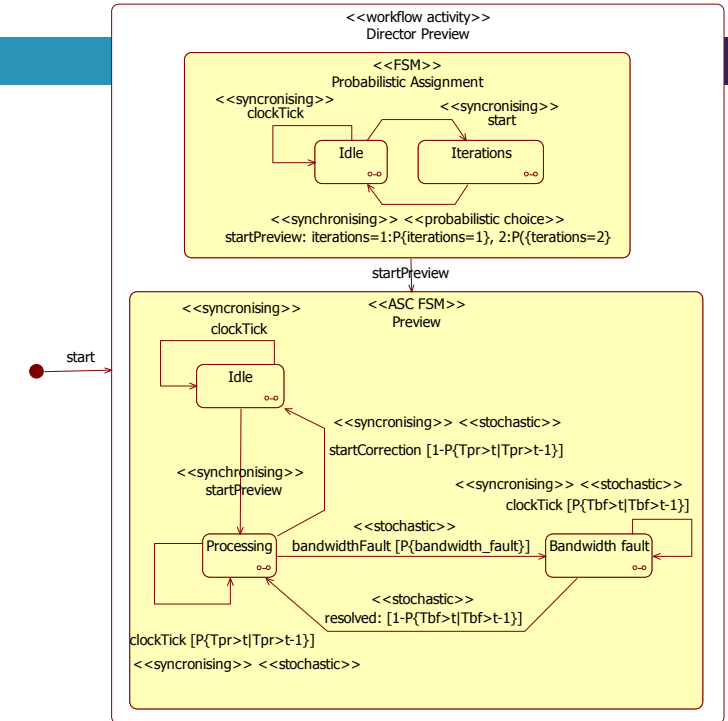 <<workflow activity>>
Director Preview
<<FSM>>
Probabilistic Assignment
<<syncronising>>
clockTick
<<syncronising>>
start
Idle
Iterations
<<synchronising>> <<probabilistic choice>>
startPreview: iterations=1:P{iterations=1}, 2:P({terations=2}
startPreview
start
<<ASC FSM>>
Preview
<<syncronising>>
clockTick
Idle
<<syncronising>> <<stochastic>>
startCorrection [1-P{Tpr>t|Tpr>t-1}]
<<synchronising>>
startPreview
<<syncronising>> <<stochastic>>
clockTick [P{Tbf>t|Tbf>t-1}]
<<stochastic>>
bandwidthFault [P{bandwidth_fault}]
Processing
Bandwidth fault
<<stochastic>>
resolved: [1-P{Tbf>t|Tbf>t-1}]
clockTick [P{Tpr>t|Tpr>t-1}]
<<syncronising>> <<stochastic>>